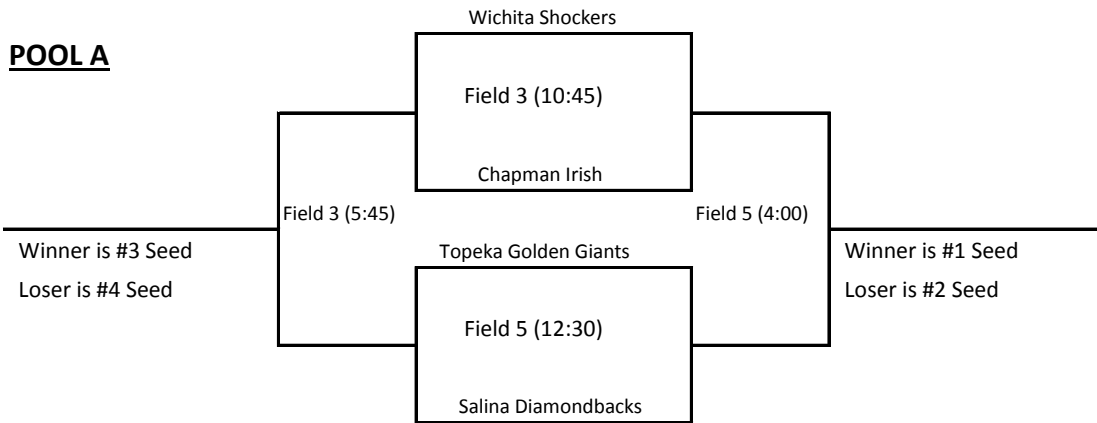 Wichita Shockers
POOL A
Field 3 (10:45)
Chapman Irish
Field 3 (5:45)
Field 5 (4:00)
Winner is #3 Seed
Topeka Golden Giants
Winner is #1 Seed
Loser is #4 Seed
Loser is #2 Seed
Field 5 (12:30)
Salina Diamondbacks